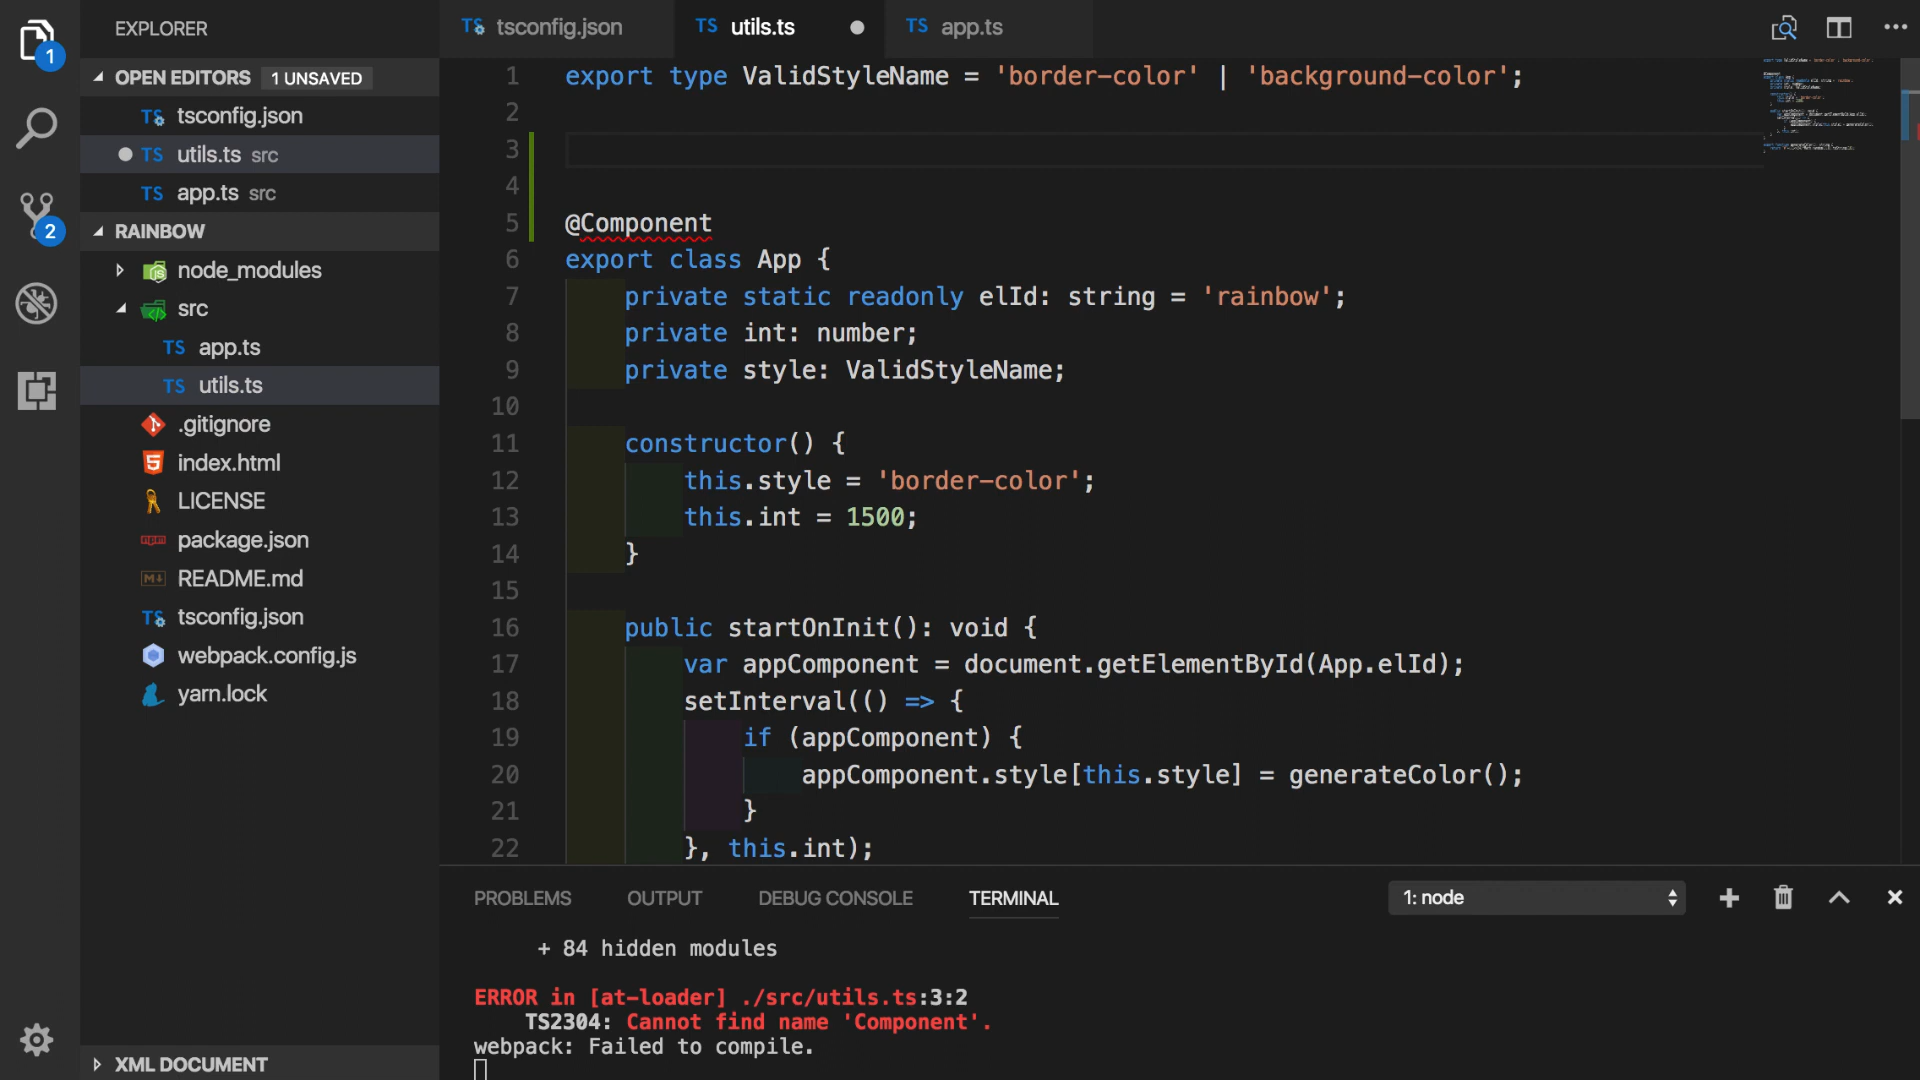 EXPLORER
1
OPEN EDITORS 1 UNSAVED
TS tsconfig.json
TS utils.ts src
TS app.ts src
2
RAINBOW
node_modules
src
TS app.ts
TS utils.ts
.gitignore
index.html
LICENSE
package.json
README.md
TS tsconfig.json
webpack.config.js
yarn.lock
XML DOCUMENT
TS tsconfig.json TS utils.ts TS app.ts
1 export type ValidStyleName = 'border-color' | 'background-color';
2
3
4
5 @Component
6 export class App {
7 private static readonly elId: string = 'rainbow';
8 private int: number;
9 private style: ValidStyleName;
10
11 constructor() {
12 this.style = 'border-color';
13 this.int = 1500;
14 }
15
16 public startOnInit(): void {
17 var appComponent = document.getElementById(App.elId);
18 setInterval(() => {
19 if (appComponent) {
20 appComponent.style[this.style] = generateColor();
21 }
22 }, this.int);
PROBLEMS OUTPUT DEBUG CONSOLE TERMINAL 1: node
+ 84 hidden modules
ERROR in [at-loader] ./src/utils.ts:3:2
TS2304: Cannot find name 'Component'.
webpack: Failed to compile.